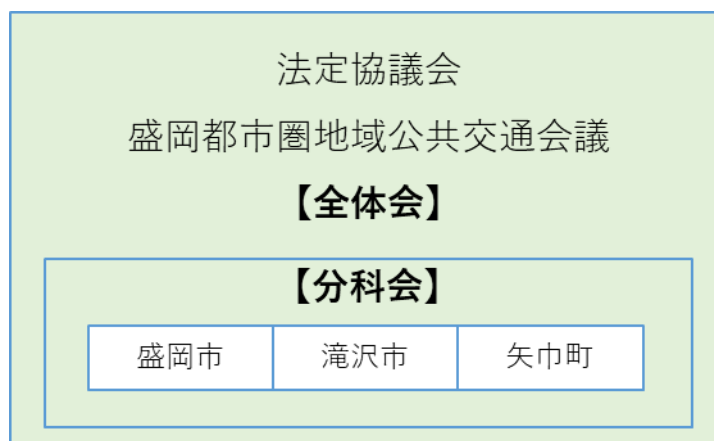 法定協議会
盛岡都市圏地域公共交通会議
【全体会】
【分科会】
盛岡市 滝沢市 矢巾町